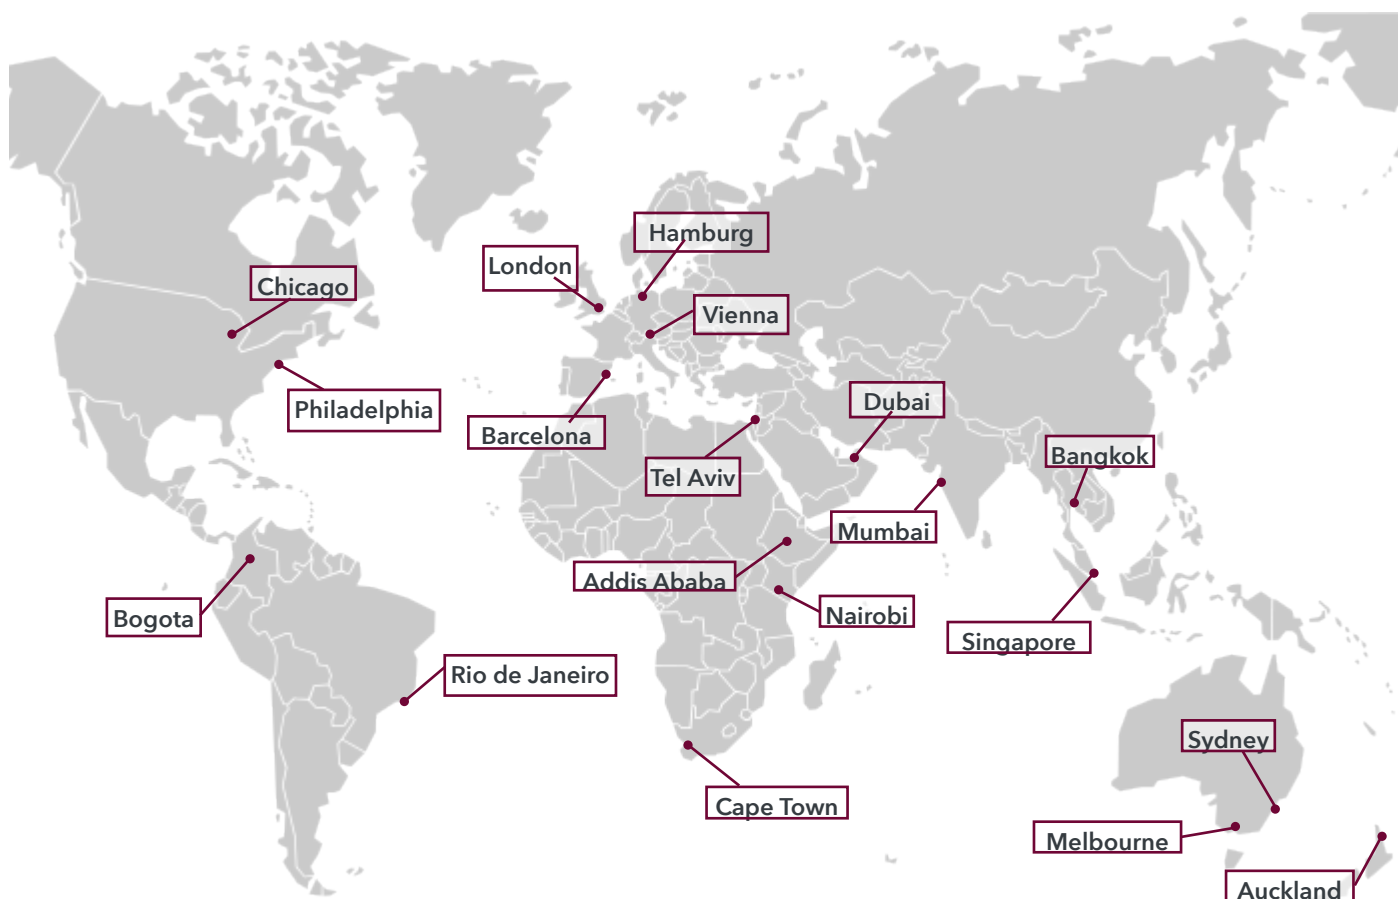 Hamburg
London
Chicago
Vienna
Dubai
Philadelphia
Barcelona
Bangkok
Tel Aviv
Mumbai
Addis Ababa
Nairobi
Bogota
Singapore
Rio de Janeiro
Sydney
Cape Town
Melbourne
Auckland